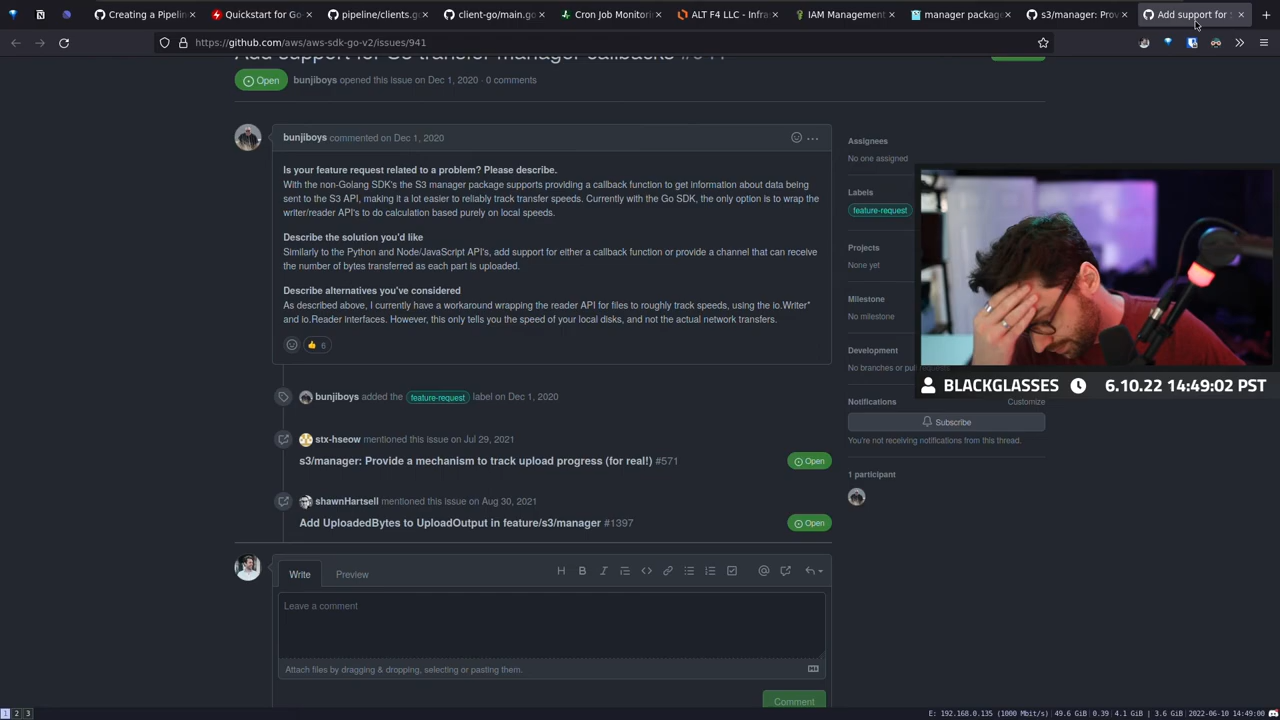 Creating a Pipelin
Quickstart for Go
pipeline/clients.go
client-go/main.go
Cron Job Monitori
ALT F4 LLC - Infra
IAM Management
manager package
s3/manager: Prov
Add support for
https://github.com/aws/aws-sdk-go-v2/issues/941
Open
bunjiboys opened this issue on Dec 1, 2020 · 0 comments
bunjiboys commented on Dec 1, 2020
Is your feature request related to a problem? Please describe.
With the non-Golang SDK's the S3 manager package supports providing a callback function to get information about data being
sent to the S3 API, making it a lot easier to reliably track transfer speeds. Currently with the Go SDK, the only option is to wrap the
writer/reader API's to do calculation based purely on local speeds.
Describe the solution you'd like
Similarly to the Python and Node/JavaScript API's, add support for either a callback function or provide a channel that can receive
the number of bytes transferred as each part is uploaded.
Describe alternatives you've considered
As described above, I currently have a workaround wrapping the reader API for files to roughly track speeds, using the io.Writer*
and io.Reader interfaces. However, this only tells you the speed of your local disks, and not the actual network transfers.
6
bunjiboys added the feature-request label on Dec 1, 2020
stx-hseow mentioned this issue on Jul 29, 2021
s3/manager: Provide a mechanism to track upload progress (for real!) #571
Open
shawnHartsell mentioned this issue on Aug 30, 2021
Add UploadedBytes to UploadOutput in feature/s3/manager #1397
Open
Write
Preview
Leave a comment
Attach files by dragging & dropping, selecting or pasting them.
Comment
Assignees
No one assigned
Labels
feature-request
Projects
None yet
Milestone
No milestone
Development
No branches or pull
BLACKGLASSES 6.10.22 14:49:02 PST
Notifications
Customize
Subscribe
You're not receiving notifications from this thread.
1 participant
1 2 3
E: 192.168.0.135 (1000 Mbit/s) | 49.6 GiB | 0.39 | 4.1 GiB | 3.6 GiB | 2022-06-10 14:49:00